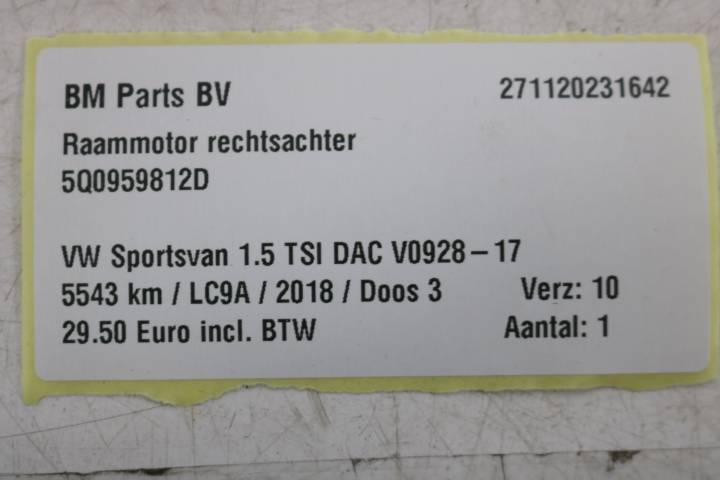 BM Parts BV 271120231642
Raammotor rechtsachter
5Q0959812D
VW Sportsvan 1.5 TSI DAC V0928-17
5543 km / LC9A / 2018 / Doos 3 Verz: 10
29.50 Euro incl. BTW Aantal: 1